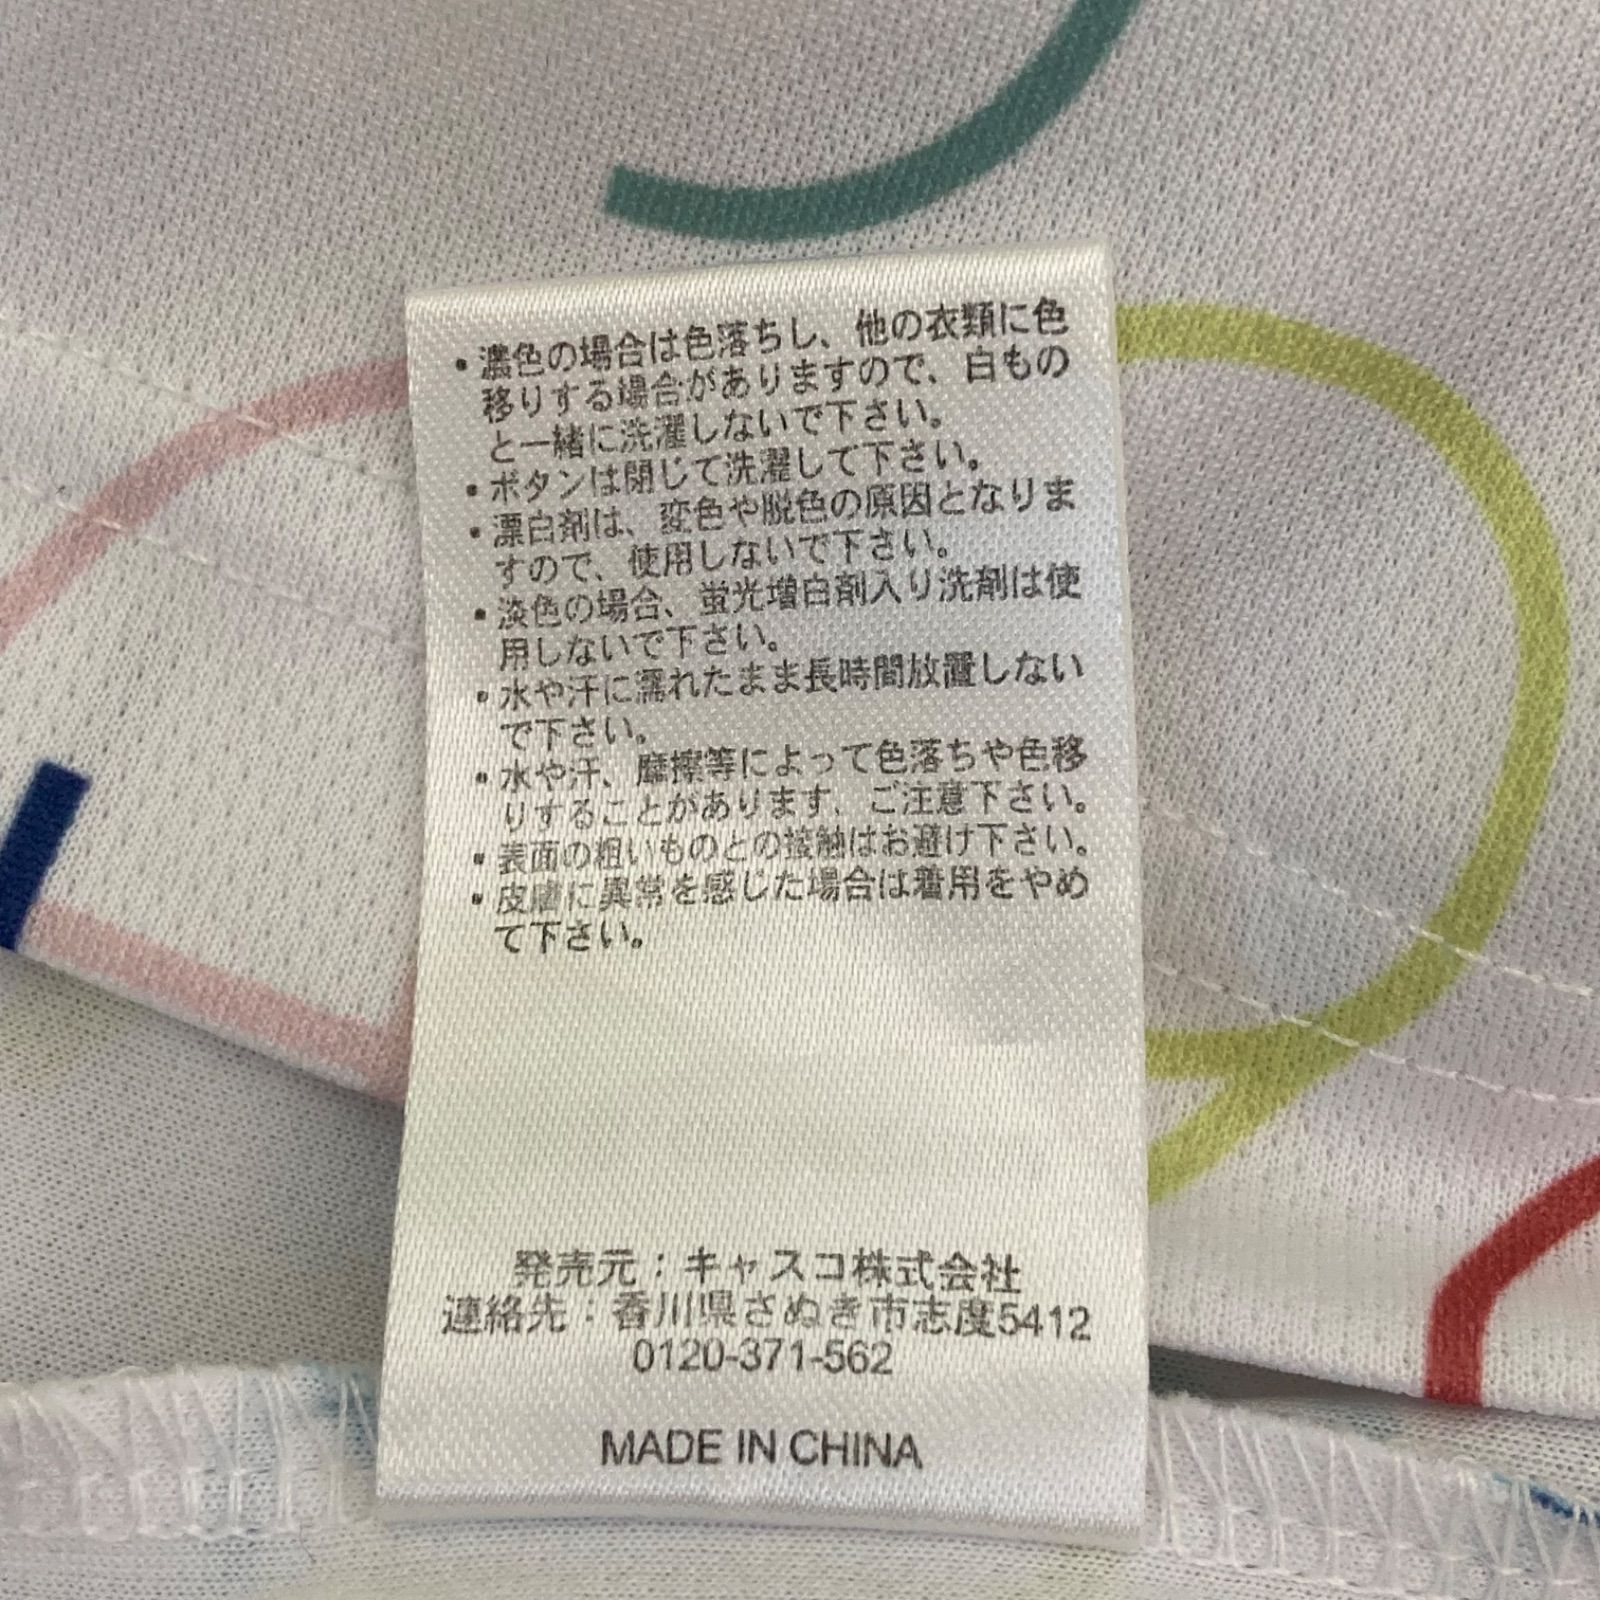 ・濃色の場合は色落ちし、他の衣類に色
移りする場合がありますので、白もの
と一緒に洗濯しないで下さい。
・ボタンは閉じて洗濯して下さい。
・漂白剤は、変色や脱色の原因となりま
すので、使用しないで下さい。
・淡色の場合、蛍光増白剤入り洗剤は使
用しないで下さい。
・水や汗に濡れたまま長時間放置しない
で下さい。
・水や汗、摩擦等によって色落ちや色移
りすることがあります、ご注意下さい。
・表面の粗いものとの接触はお避け下さい。
・皮膚に異常を感じた場合は着用をやめ
て下さい。
発売元：キャスコ株式会社
連絡先：香川県さぬき市志度5412
0120-371-562
MADE IN CHINA